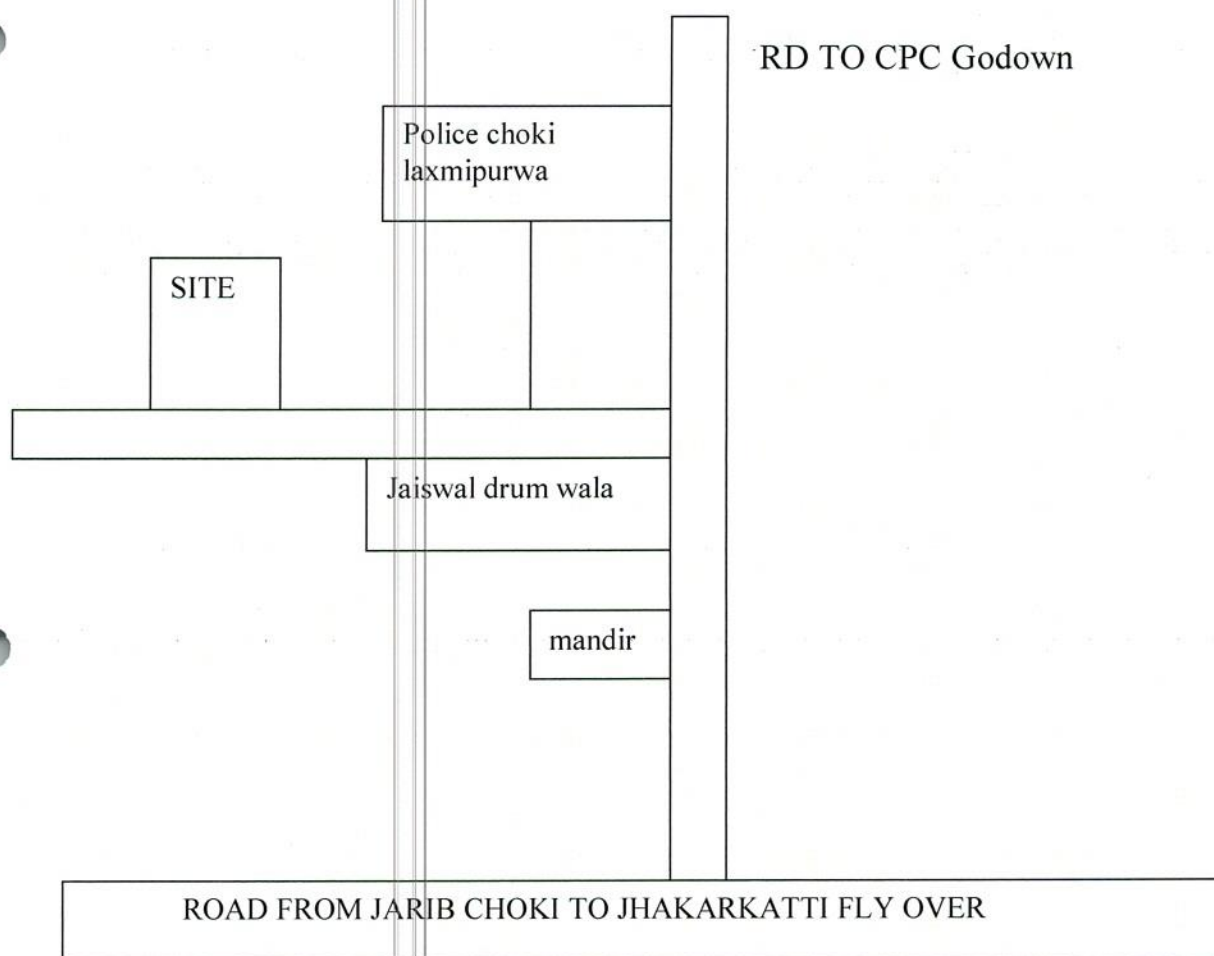 RD TO CPC Godown
Police choki
laxmipurwa
SITE
Jaiswal drum wala
mandir
ROAD FROM JARIB CHOKI TO JHAKARKATTI FLY OVER